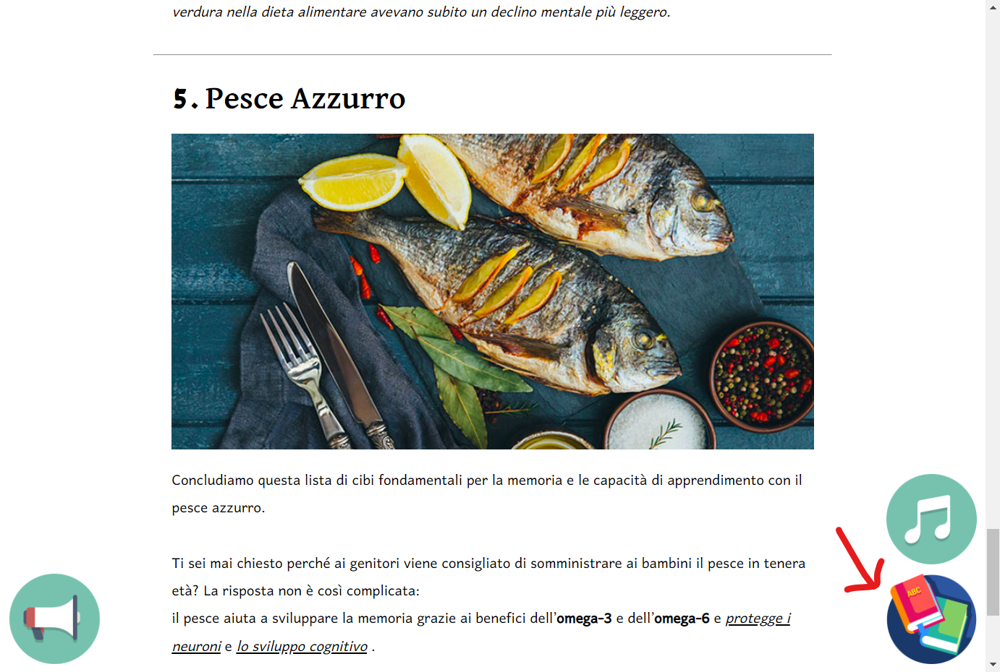 verdura nella dieta alimentare avevano subito un declino mentale più leggero.
5. Pesce Azzurro
Concludiamo questa lista di cibi fondamentali per la memoria e le capacità di apprendimento con il
pesce azzurro.
Ti sei mai chiesto perché ai genitori viene consigliato di somministrare ai bambini il pesce in tenera
età? La risposta non è così complicata:
il pesce aiuta a sviluppare la memoria grazie ai benefici dell'omega-3 e dell'omega-6 e protegge i
neuroni e lo sviluppo cognitivo .
ABC